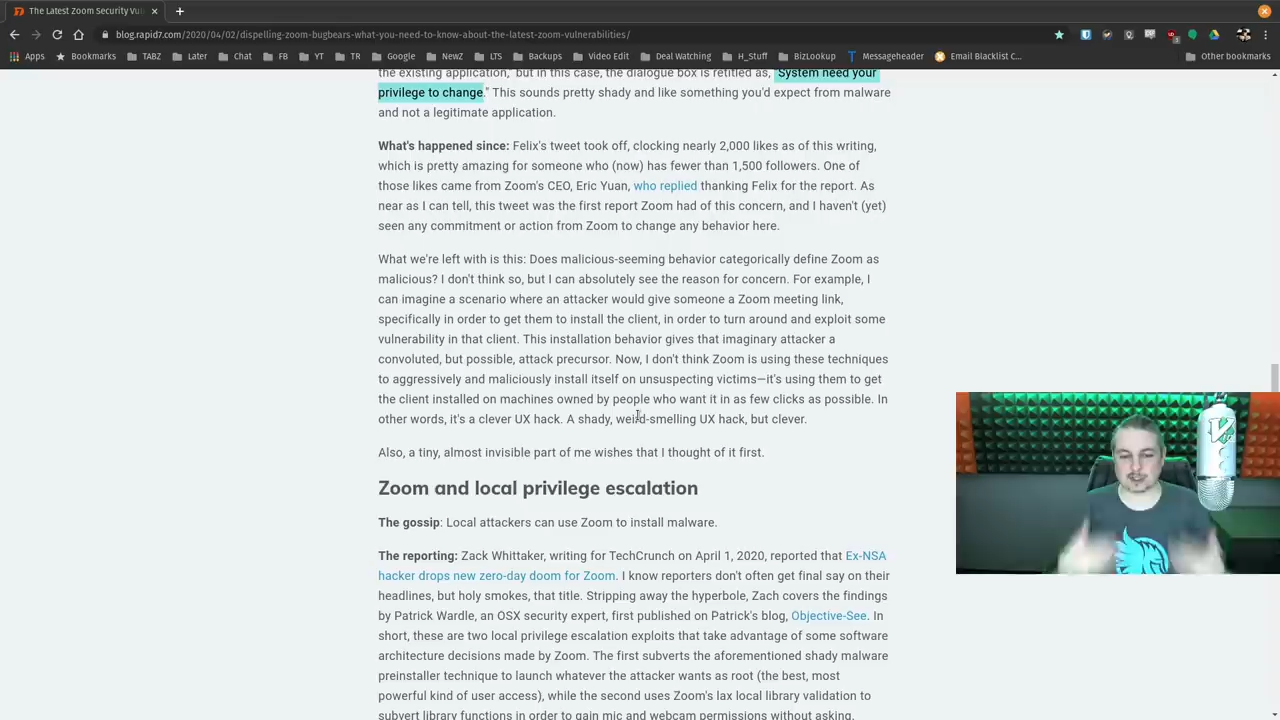 The Latest Zoom Security Vul
blog.rapid7.com/2020/04/02/dispelling-zoom-bugbears-what-you-need-to-know-about-the-latest-zoom-vulnerabilities/
Apps Bookmarks TABZ Later Chat FB YT TR Google NewZ LTS Backups Video Edit Deal Watching H_Stuff BizLookup Messageheader Email Blacklist C... Other bookmarks
the existing application," but in this case, the dialogue box is retitled as, "System need your
privilege to change." This sounds pretty shady and like something you'd expect from malware
and not a legitimate application.
What's happened since: Felix's tweet took off, clocking nearly 2,000 likes as of this writing,
which is pretty amazing for someone who (now) has fewer than 1,500 followers. One of
those likes came from Zoom's CEO, Eric Yuan, who replied thanking Felix for the report. As
near as I can tell, this tweet was the first report Zoom had of this concern, and I haven't (yet)
seen any commitment or action from Zoom to change any behavior here.
What we're left with is this: Does malicious-seeming behavior categorically define Zoom as
malicious? I don't think so, but I can absolutely see the reason for concern. For example, I
can imagine a scenario where an attacker would give someone a Zoom meeting link,
specifically in order to get them to install the client, in order to turn around and exploit some
vulnerability in that client. This installation behavior gives that imaginary attacker a
convoluted, but possible, attack precursor. Now, I don't think Zoom is using these techniques
to aggressively and maliciously install itself on unsuspecting victims—it's using them to get
the client installed on machines owned by people who want it in as few clicks as possible. In
other words, it's a clever UX hack. A shady, weird-smelling UX hack, but clever.
Also, a tiny, almost invisible part of me wishes that I thought of it first.
Zoom and local privilege escalation
The gossip: Local attackers can use Zoom to install malware.
The reporting: Zack Whittaker, writing for TechCrunch on April 1, 2020, reported that Ex-NSA
hacker drops new zero-day doom for Zoom. I know reporters don't often get final say on their
headlines, but holy smokes, that title. Stripping away the hyperbole, Zach covers the findings
by Patrick Wardle, an OSX security expert, first published on Patrick's blog, Objective-See. In
short, these are two local privilege escalation exploits that take advantage of some software
architecture decisions made by Zoom. The first subverts the aforementioned shady malware
preinstaller technique to launch whatever the attacker wants as root (the best, most
powerful kind of user access), while the second uses Zoom's lax local library validation to
subvert library functions in order to gain mic and webcam permissions without asking.